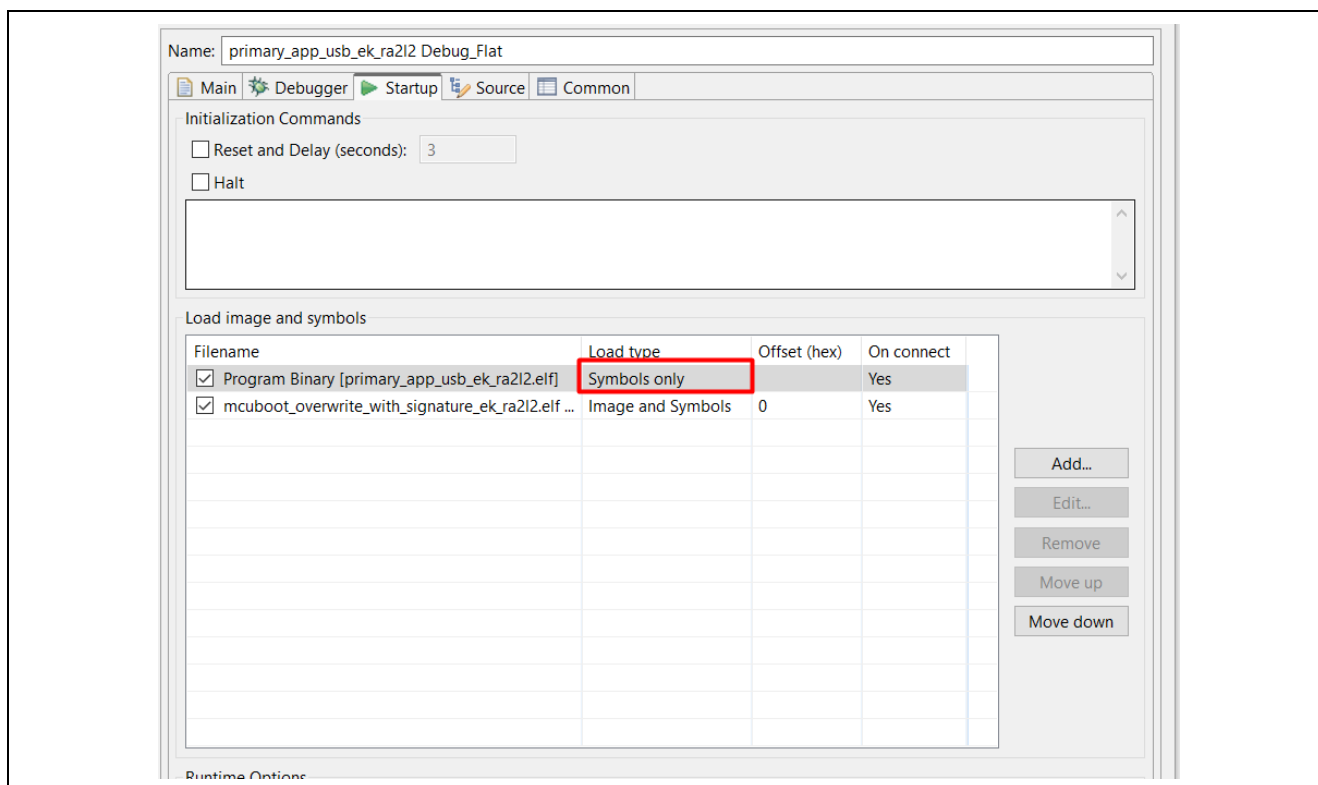 Name: primary_app_usb_ek_ra2l2 Debug_Flat
Main Debugger Startup Source Common
Initialization Commands
Reset and Delay (seconds): 3
Halt
Load image and symbols
Filename Load type Offset (hex) On connect
Program Binary [primary_app_usb_ek_ra2l2.elf] Symbols only Yes
mcuboot_overwrite_with_signature_ek_ra2l2.elf ... Image and Symbols 0 Yes
Add...
Edit...
Remove
Move up
Move down
Runtime Options